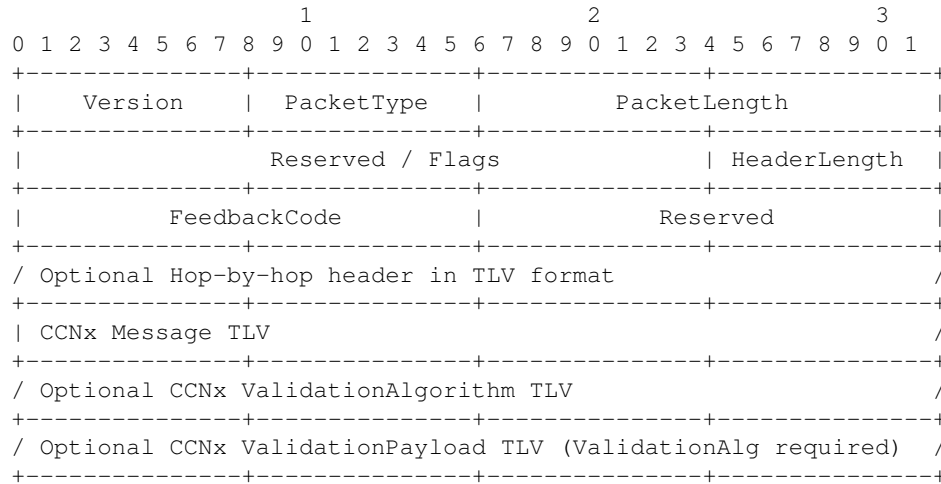 1                   2                   3
0 1 2 3 4 5 6 7 8 9 0 1 2 3 4 5 6 7 8 9 0 1 2 3 4 5 6 7 8 9 0 1
+---------------+---------------+---------------+---------------+
|    Version    |  PacketType   |         PacketLength          |
+---------------+---------------+---------------+---------------+
|                 Reserved / Flags              | HeaderLength  |
+---------------+---------------+---------------+---------------+
|          FeedbackCode         |            Reserved           |
+---------------+---------------+---------------+---------------+
/ Optional Hop-by-hop header in TLV format                      /
+---------------+---------------+---------------+---------------+
| CCNx Message TLV                                              /
+---------------+---------------+---------------+---------------+
/ Optional CCNx ValidationAlgorithm TLV                         /
+---------------+---------------+---------------+---------------+
/ Optional CCNx ValidationPayload TLV (ValidationAlg required)  /
+---------------+---------------+---------------+---------------+